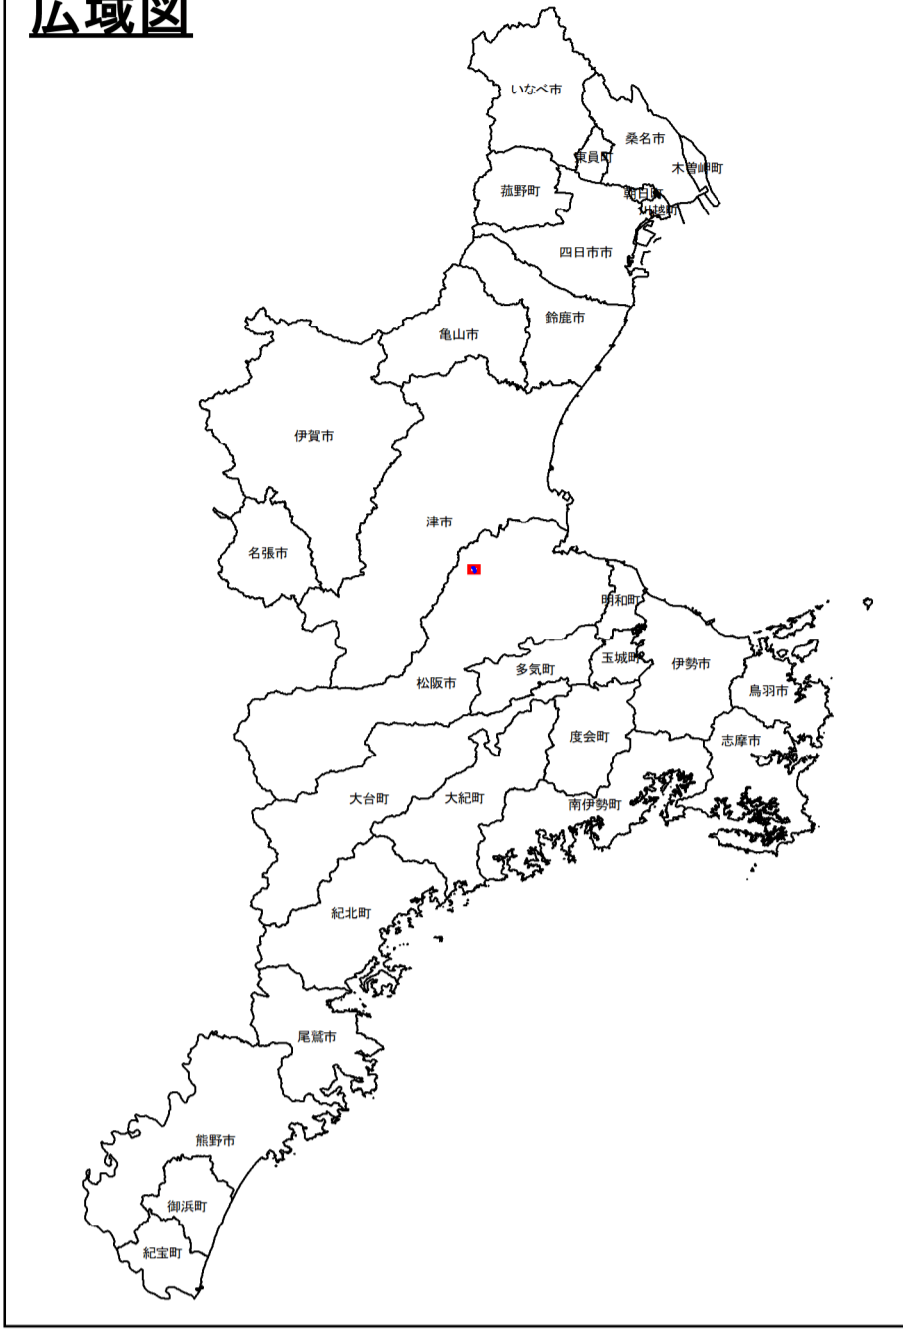 広域図
いなべ市
桑名市
東員町
木曽岬町
菰野町
朝日町
川越町
四日市市
鈴鹿市
亀山市
伊賀市
津市
名張市
明和町
玉城町
伊勢市
多気町
松阪市
鳥羽市
度会町
志摩市
大台町
大紀町
南伊勢町
紀北町
尾鷲市
熊野市
御浜町
紀宝町